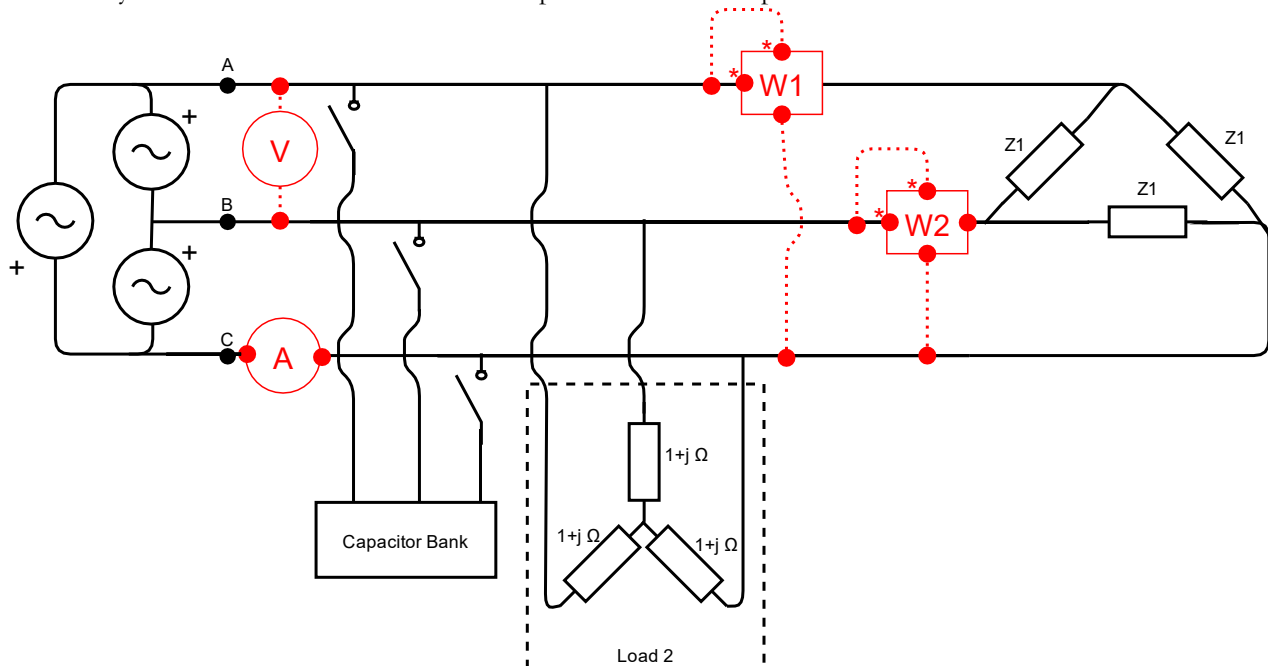 A
+
V
* *
W1
Z1
Z1
B
+
* *
W2
Z1
+
C
A
1+j Ω
1+j Ω
1+j Ω
Capacitor Bank
Load 2